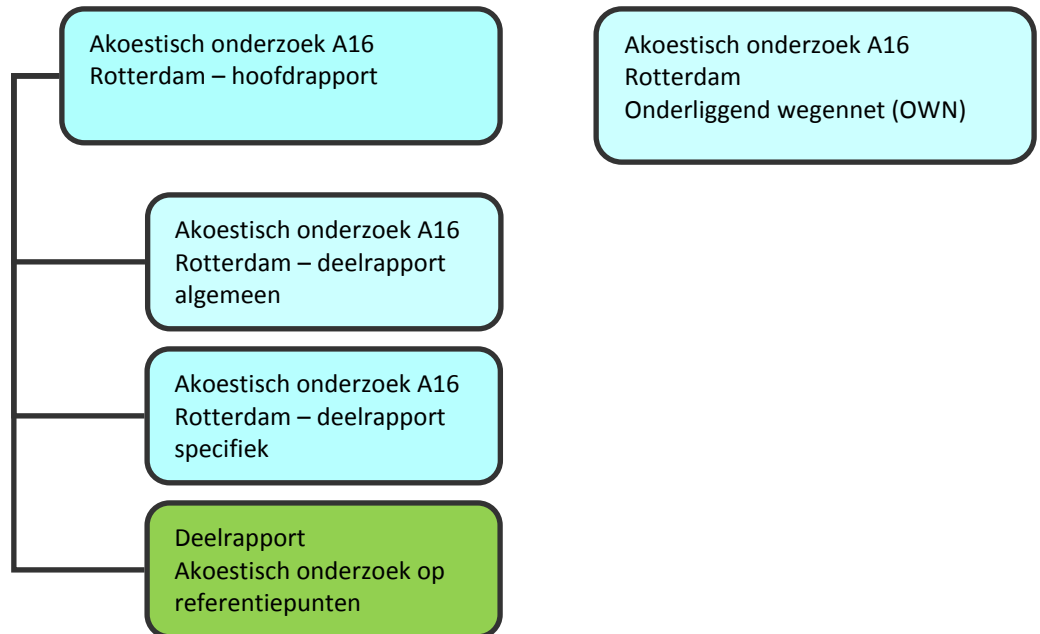 Akoestisch onderzoek A16
Rotterdam – hoofdrapport
Akoestisch onderzoek A16
Rotterdam
Onderliggend wegennet (OWN)
Akoestisch onderzoek A16
Rotterdam – deelrapport
algemeen
Akoestisch onderzoek A16
Rotterdam – deelrapport
specifiek
Deelrapport
Akoestisch onderzoek op
referentiepunten